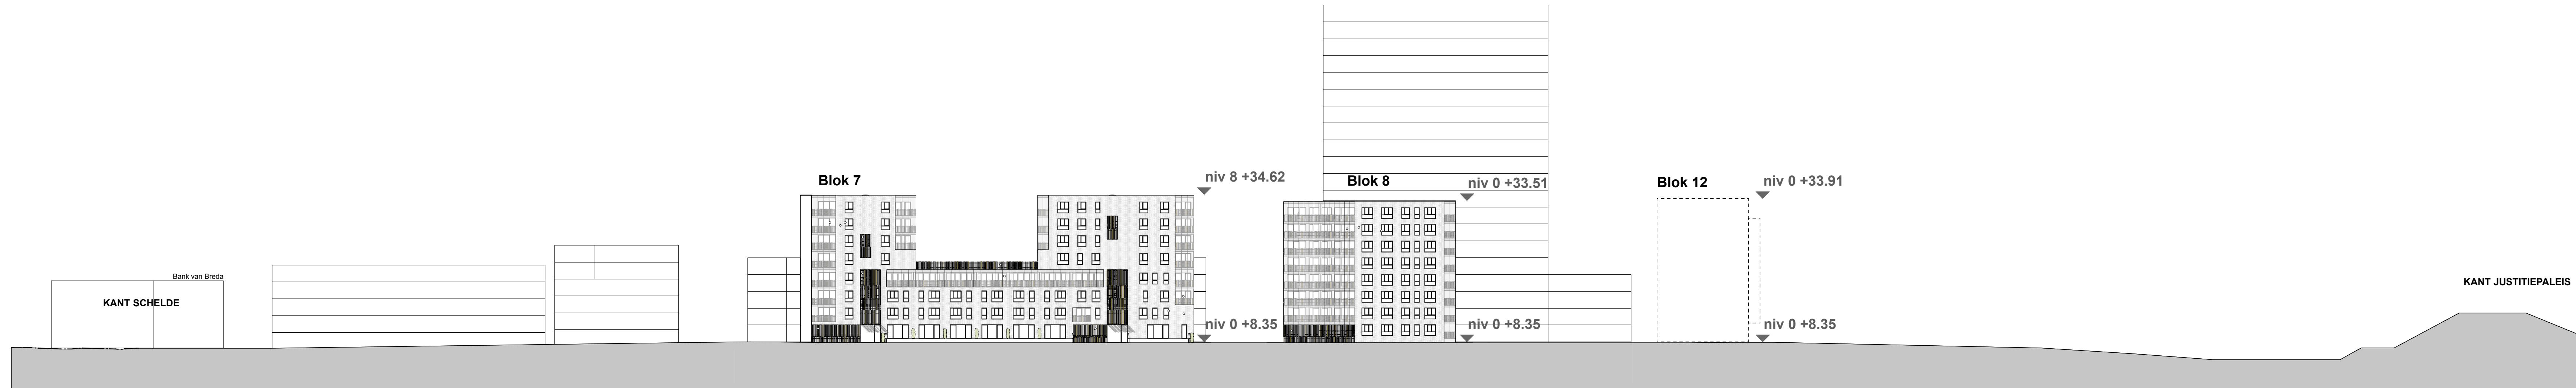 Bank van Breda
KANT SCHELDE
Blok 7
niv 8 +34.62
niv 0 +8.35
Blok 8
niv 0 +33.51
niv 0 +8.35
Blok 12
niv 0 +33.91
niv 0 +8.35
KANT JUSTITIEPALEIS